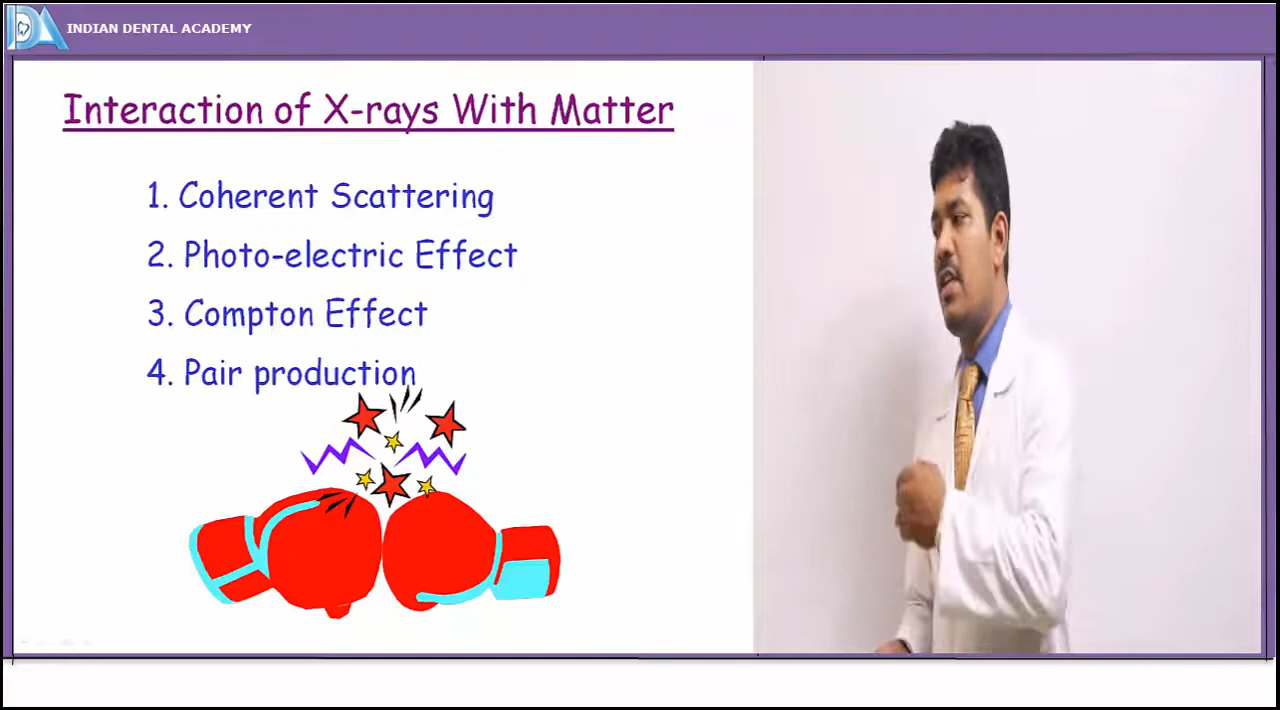 INDIAN DENTAL ACADEMY
Interaction of X-rays With Matter
1. Coherent Scattering
2. Photo-electric Effect
3. Compton Effect
4. Pair production